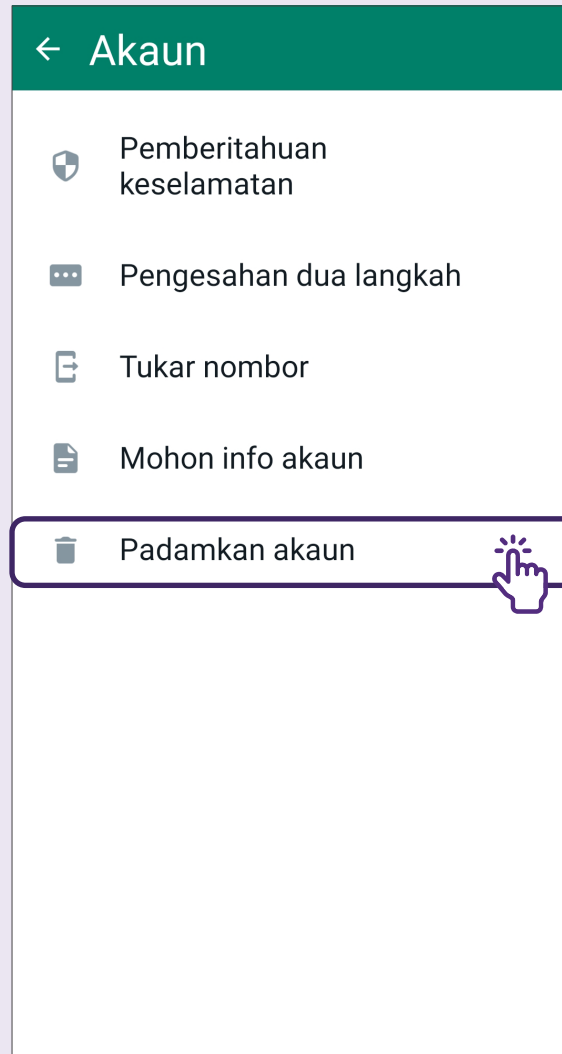 Akaun
Pemberitahuan
keselamatan
Pengesahan dua langkah
Tukar nombor
Mohon info akaun
Padamkan akaun